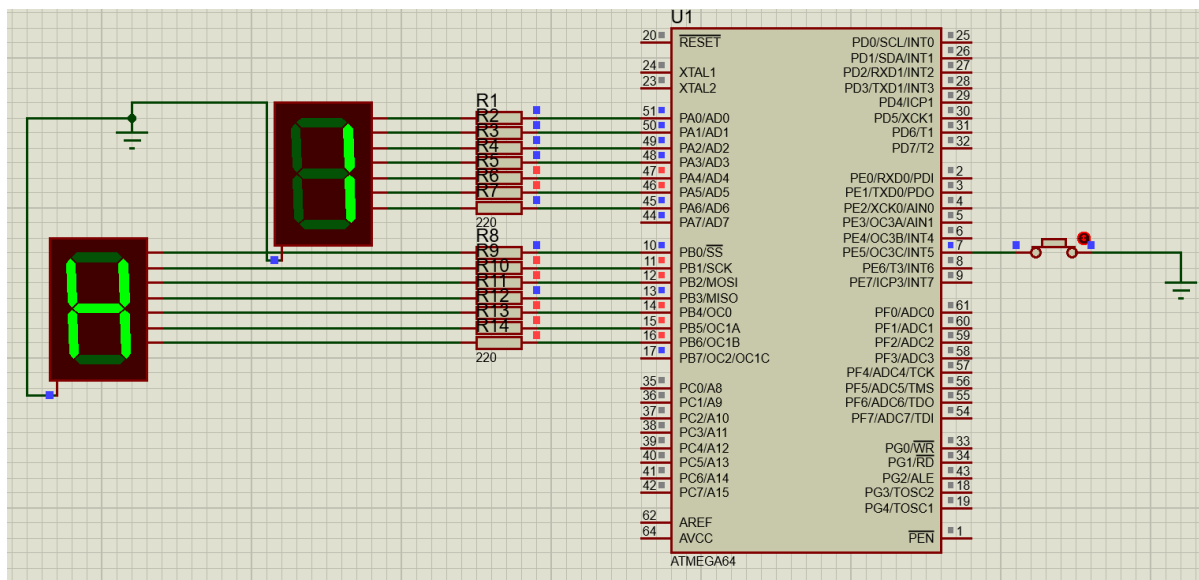 U1
20 RESET PD0/SCL/INT0 25
PD1/SDA/INT1 26
24 XTAL1 PD2/RXD1/INT2 27
23 XTAL2 PD3/TXD1/INT3 28
PD4/ICP1 29
R1
51 PA0/AD0 PD5/XCK1 30
R2
50 PA1/AD1 PD6/T1 31
R3
49 PA2/AD2 PD7/T2 32
R4
48 PA3/AD3
R5
47 PA4/AD4 PE0/RXD0/PDI 2
R6
46 PA5/AD5 PE1/TXD0/PDO 3
R7
45 PA6/AD6 PE2/XCK0/AIN0 4
220
44 PA7/AD7 PE3/OC3A/AIN1 5
PE4/OC3B/INT4 6
R8
10 PB0/SS PE5/OC3C/INT5 7
R9
11 PB1/SCK PE6/T3/INT6 8
R10
12 PB2/MOSI PE7/ICP3/INT7 9
R11
13 PB3/MISO
R12
14 PB4/OC0 PF0/ADC0 61
R13
15 PB5/OC1A PF1/ADC1 60
R14
16 PB6/OC1B PF2/ADC2 59
220
17 PB7/OC2/OC1C PF3/ADC3 58
PF4/ADC4/TCK 57
35 PC0/A8 PF5/ADC5/TMS 56
36 PC1/A9 PF6/ADC6/TDO 55
37 PC2/A10 PF7/ADC7/TDI 54
38 PC3/A11
39 PC4/A12 PG0/WR 33
40 PC5/A13 PG1/RD 34
41 PC6/A14 PG2/ALE 43
42 PC7/A15 PG3/TOSC2 18
PG4/TOSC1 19
62 AREF
64 AVCC PEN 1
ATMEGA64
1
H